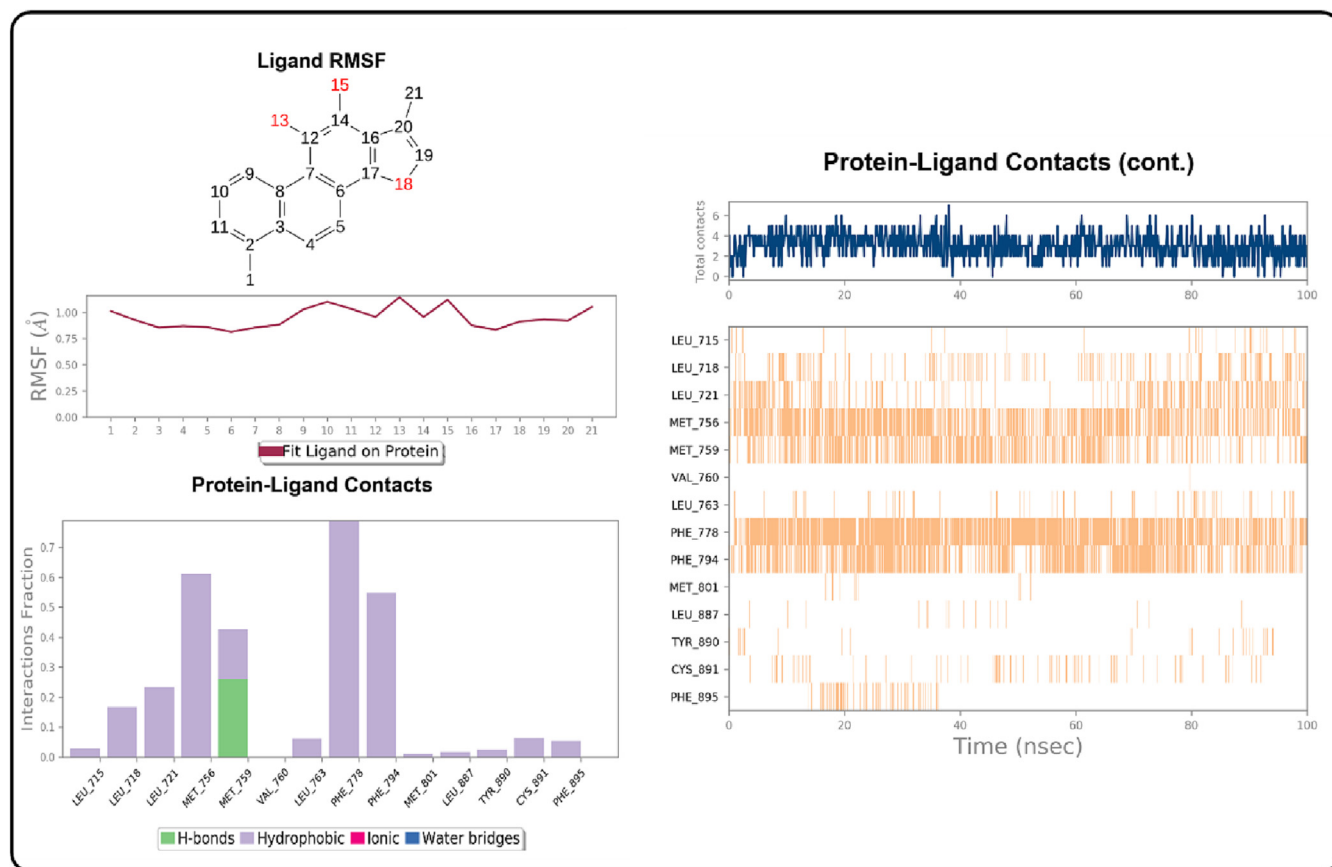 Ligand RMSF
15
21
13
14
20
12
16
19
9
7
17
18
10
8
6
11
3
5
2
4
1
RMSF (Å)
1.00
0.75
0.50
0.25
0.00
1 2 3 4 5 6 7 8 9 10 11 12 13 14 15 16 17 18 19 20 21
Fit Ligand on Protein
Protein-Ligand Contacts
Interactions Fraction
0.7
0.6
0.5
0.4
0.3
0.2
0.1
0.0
LEU_715 LEU_718 LEU_721 MET_756 MET_759 VAL_760 LEU_763 PHE_778 PHE_794 MET_801 LEU_887 TYR_890 CYS_891 PHE_895
H-bonds Hydrophobic Ionic Water bridges
Protein-Ligand Contacts (cont.)
Total contacts
6
4
2
0
0 20 40 60 80 100
LEU_715
LEU_718
LEU_721
MET_756
MET_759
VAL_760
LEU_763
PHE_778
PHE_794
MET_801
LEU_887
TYR_890
CYS_891
PHE_895
0 20 40 60 80 100
Time (nsec)